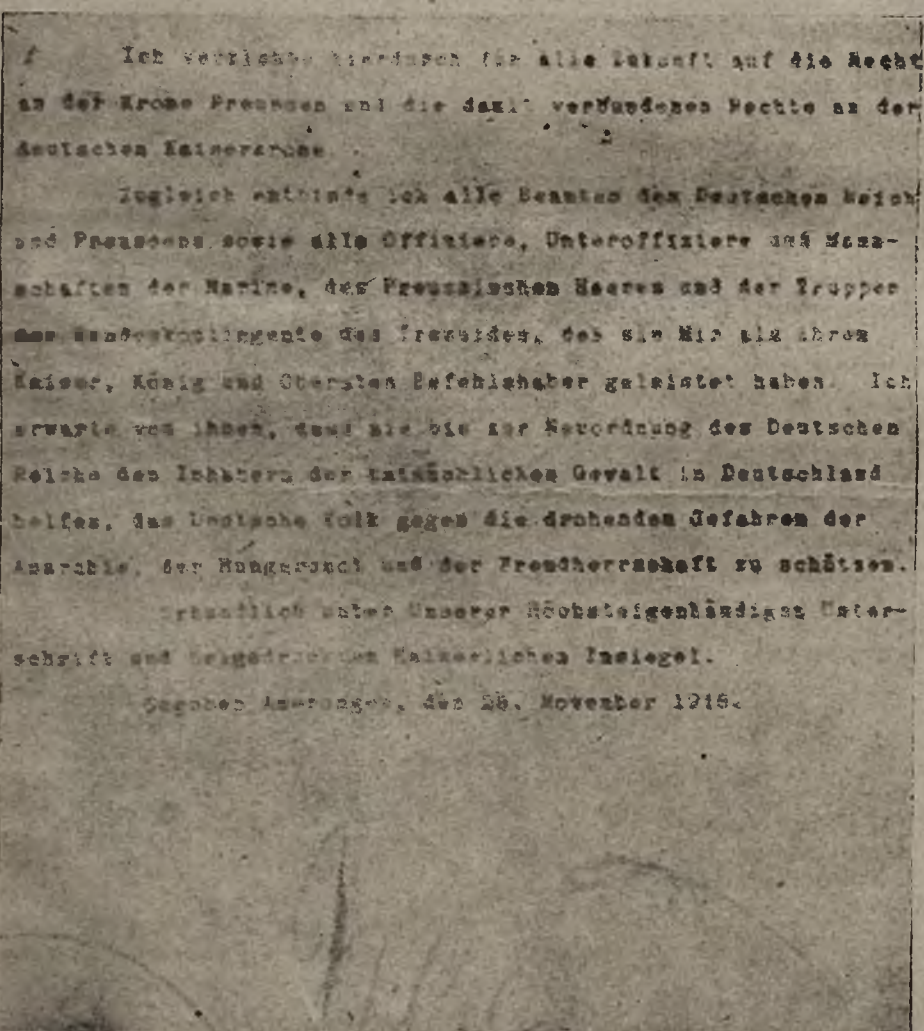 Ich verzichte hierdurch für alle Zukunft auf die Recht
an der Krone Preussen und die damit verbundenen Rechte an der
deutschen Kaiserkrone.
Zugleich entbinde ich alle Beamten des Deutschen Reich
und Preussens sowie alle Offiziere, Unteroffiziere und Mann-
schaften der Marine, des Preussischen Heeres und der Truppen
der Bundeskontingente des Treueides, den sie Mir als ihrem
Kaiser, König und Obersten Befehlshaber geleistet haben. Ich
erwarte von ihnen, dass sie bis zur Neuordnung des Deutschen
Reichs den Inhabern der tatsächlichen Gewalt in Deutschland
helfen, das Deutsche Volk gegen die drohenden Gefahren der
Anarchie, der Hungersnot und der Fremdherrschaft zu schützen.
Urkundlich unter Unserer Höchsteigenhändigen Unter-
schrift und beigedrucktem Kaiserlichen Insiegel.
Gegeben Amerongen, den 28. November 1918.